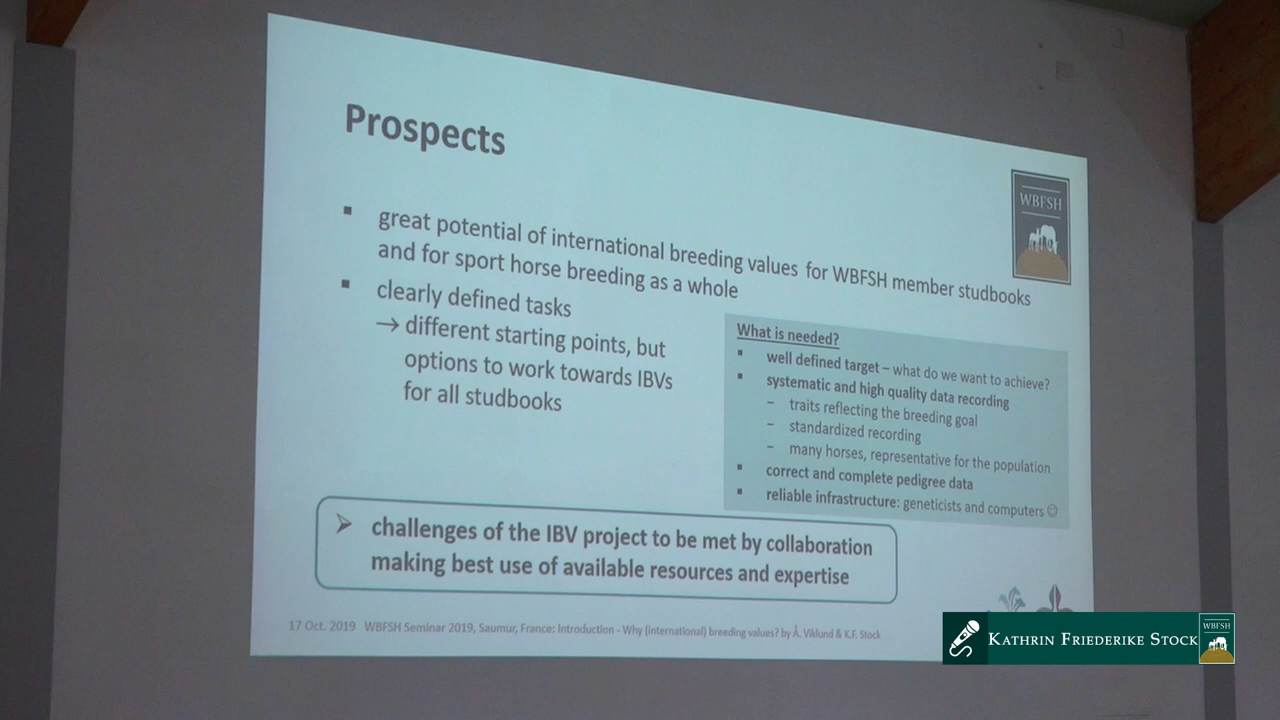 Prospects
WBFSH
▪ great potential of international breeding values for WBFSH member studbooks
and for sport horse breeding as a whole
▪ clearly defined tasks
→ different starting points, but
options to work towards IBVs
for all studbooks
What is needed?
▪ well defined target – what do we want to achieve?
▪ systematic and high quality data recording
– traits reflecting the breeding goal
– standardized recording
– many horses, representative for the population
▪ correct and complete pedigree data
▪ reliable infrastructure: geneticists and computers ☺
➢ challenges of the IBV project to be met by collaboration
making best use of available resources and expertise
17 Oct. 2019 WBFSH Seminar 2019, Saumur, France: Introduction - Why (international) breeding values? by Å. Viklund & K.F. Stock
KATHRIN FRIEDERIKE STOCK
WBFSH